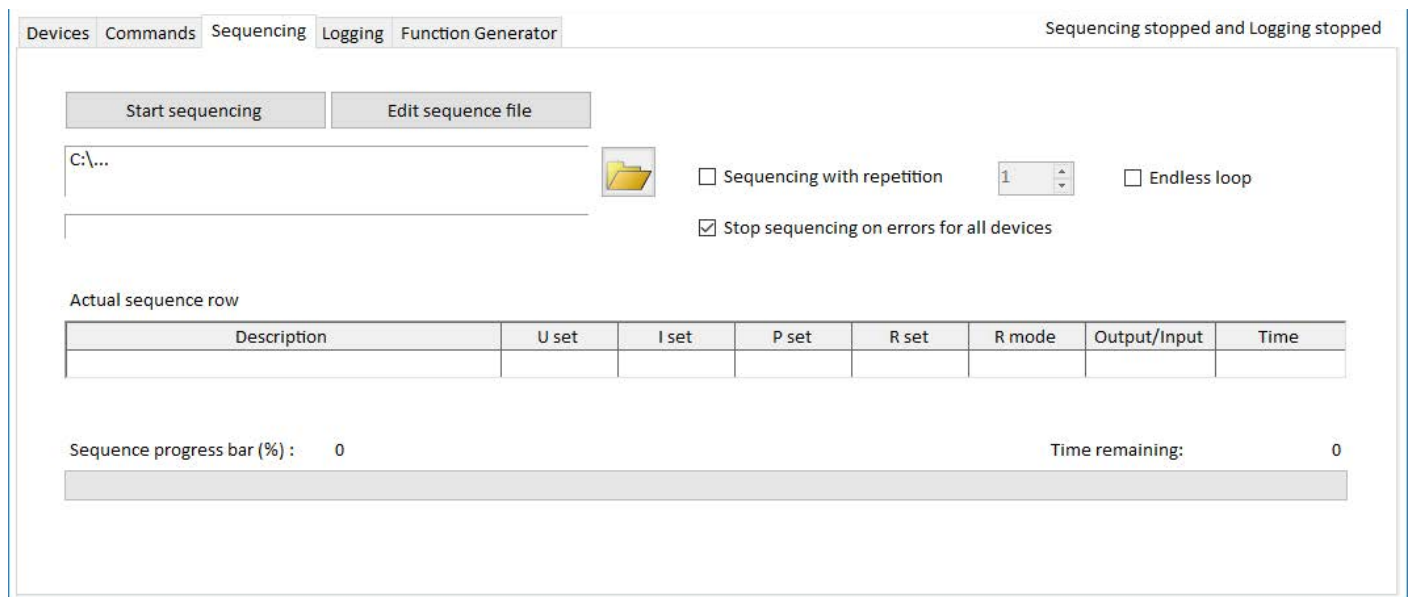 Devices Commands Sequencing Logging Function Generator Sequencing stopped and Logging stopped
Start sequencing Edit sequence file
C:\...
Sequencing with repetition 1 Endless loop
Stop sequencing on errors for all devices
Actual sequence row
Description U set I set P set R set R mode Output/Input Time
Sequence progress bar (%) : 0 Time remaining: 0